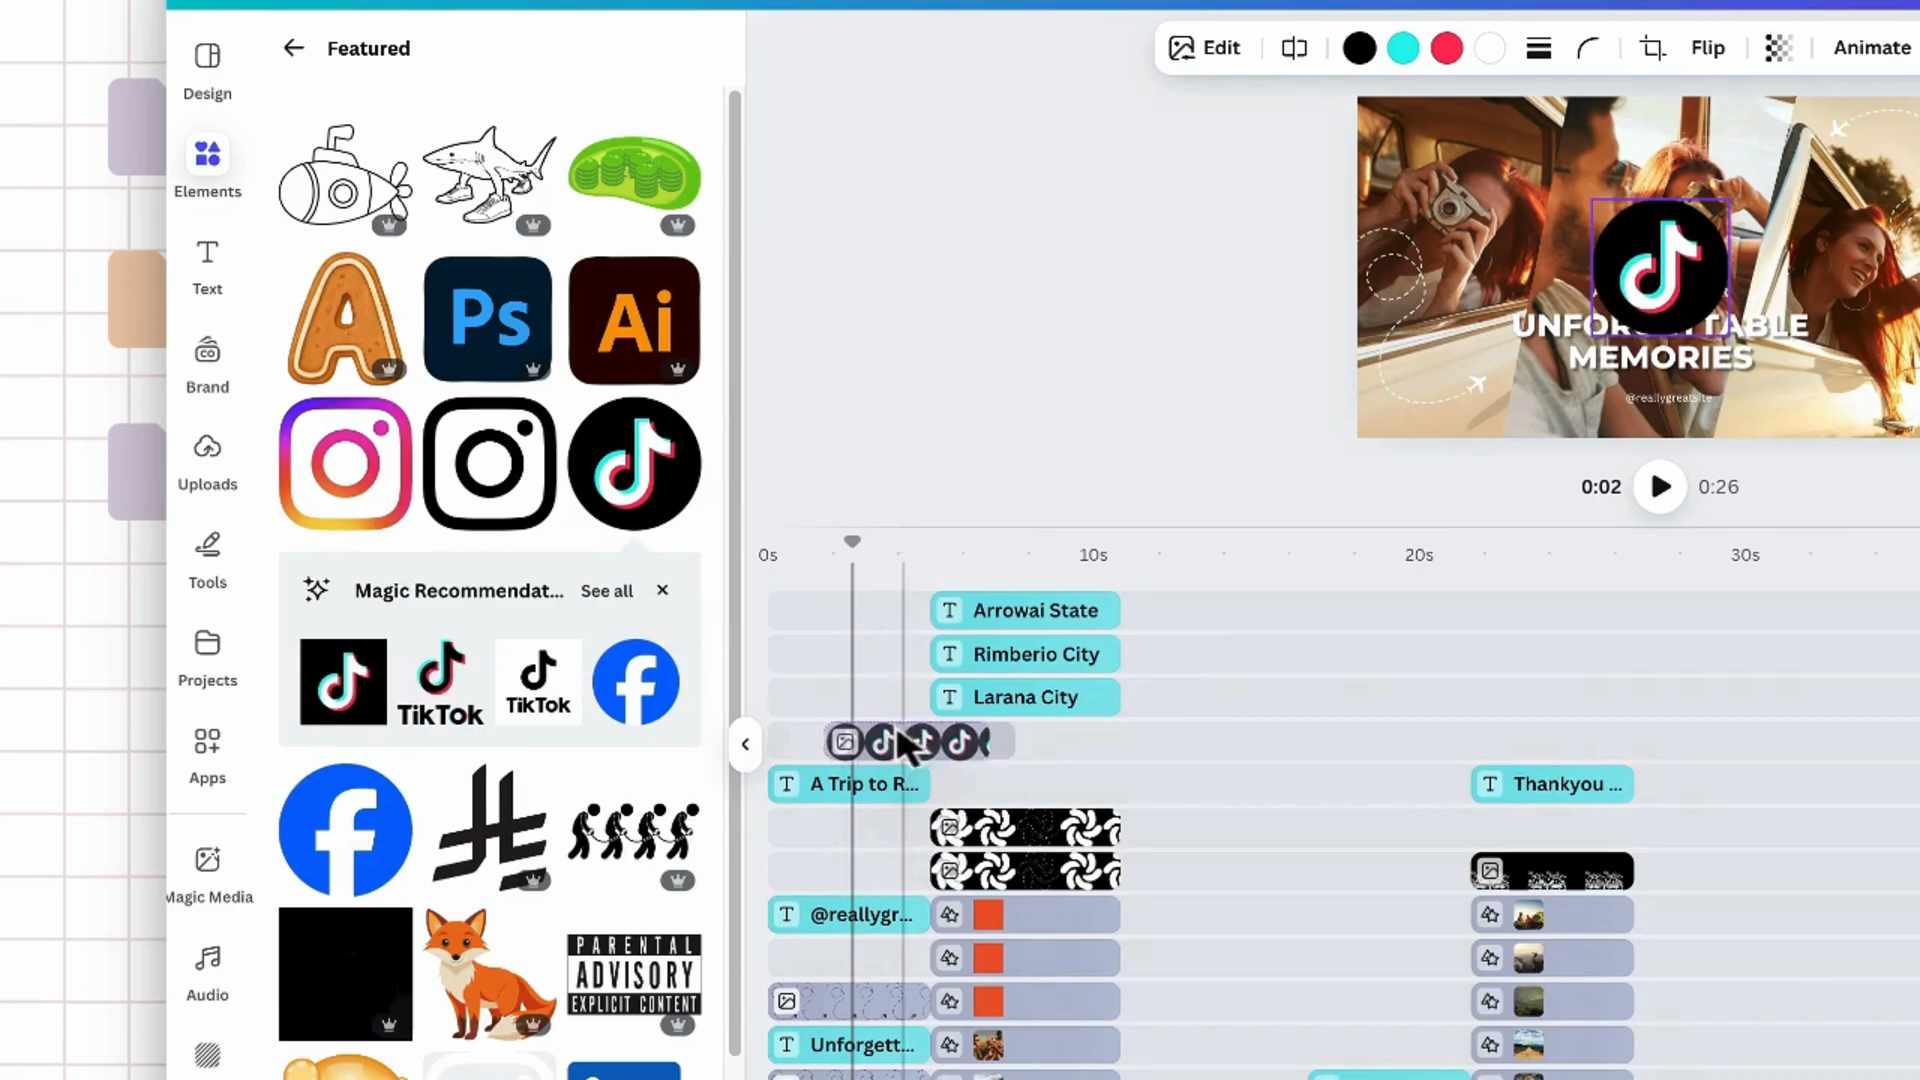 Featured
Design
Elements
Text
Brand
Uploads
Tools
Projects
Apps
Magic Media
Audio
Ps
Ai
Magic Recommendat... See all
TikTok
TikTok
PARENTAL
ADVISORY
EXPLICIT CONTENT
Edit
Flip
Animate
MEMORIES
@reallygreatsite
0:02
0:26
0s 10s 20s 30s
Arrowai State
Rimberio City
Larana City
A Trip to R...
Thankyou ...
@reallygr...
Unforgett...